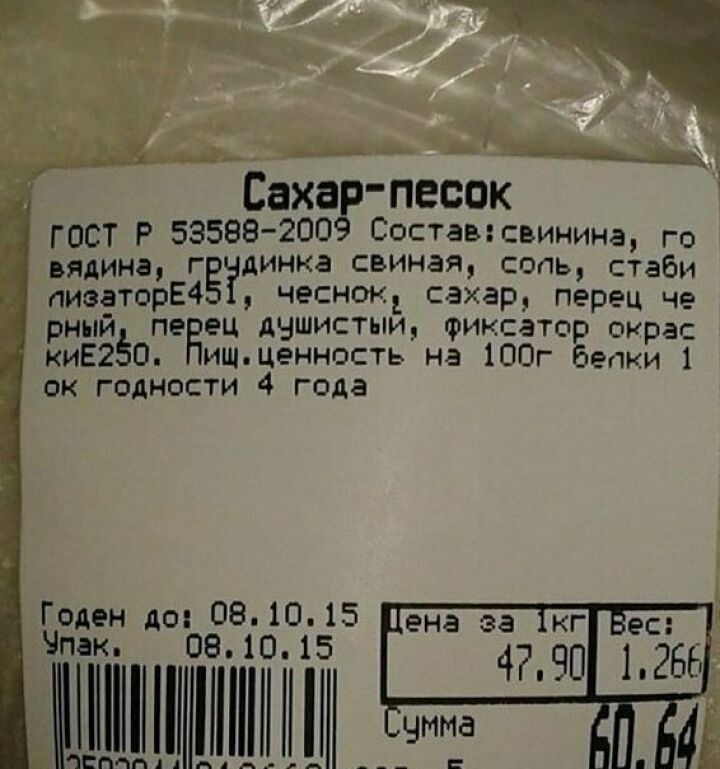 Сахар-песок
ГОСТ Р 53588-2009 Состав:свинина, го
вядина, грудинка свиная, соль, стаби
лизаторЕ451, чеснок, сахар, перец че
рный, перец душистый, фиксатор окрас
киЕ250. Пищ.ценность на 100г белки 1
ок годности 4 года
Годен до: 08.10.15
Упак. 08.10.15
Цена за 1кг
47.90
Вес:
1.266
Сумма
60.64